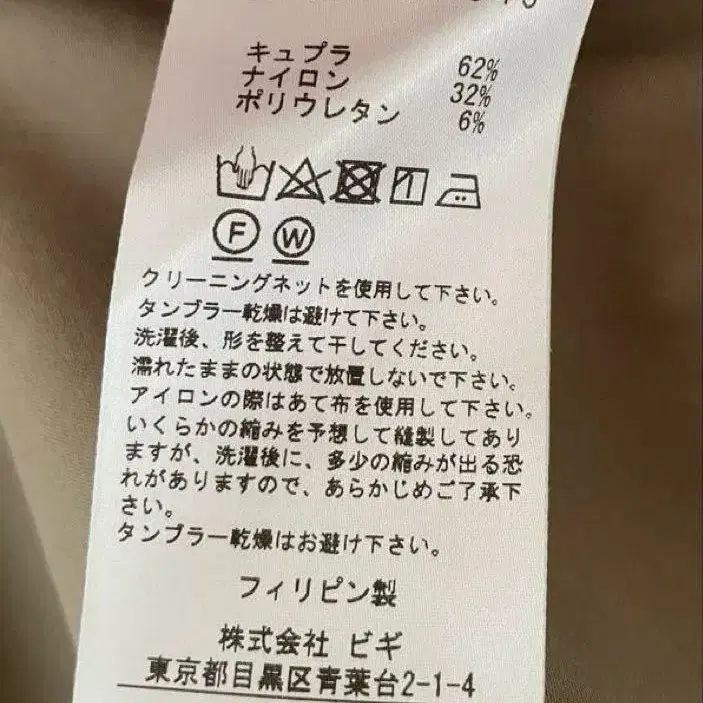 キュプラ 62%
ナイロン 32%
ポリウレタン 6%
F W
クリーニングネットを使用して下さい。
タンブラー乾燥は避けて下さい。
洗濯後、形を整えて干してください。
濡れたままの状態で放置しないで下さい。
アイロンの際はあて布を使用して下さい。
いくらかの縮みを予想して縫製してあり
ますが、洗濯後に、多少の縮みが出る恐
れがありますので、あらかじめご了承下
さい。
タンブラー乾燥はお避け下さい。
フィリピン製
株式会社 ビギ
東京都目黒区青葉台2-1-4